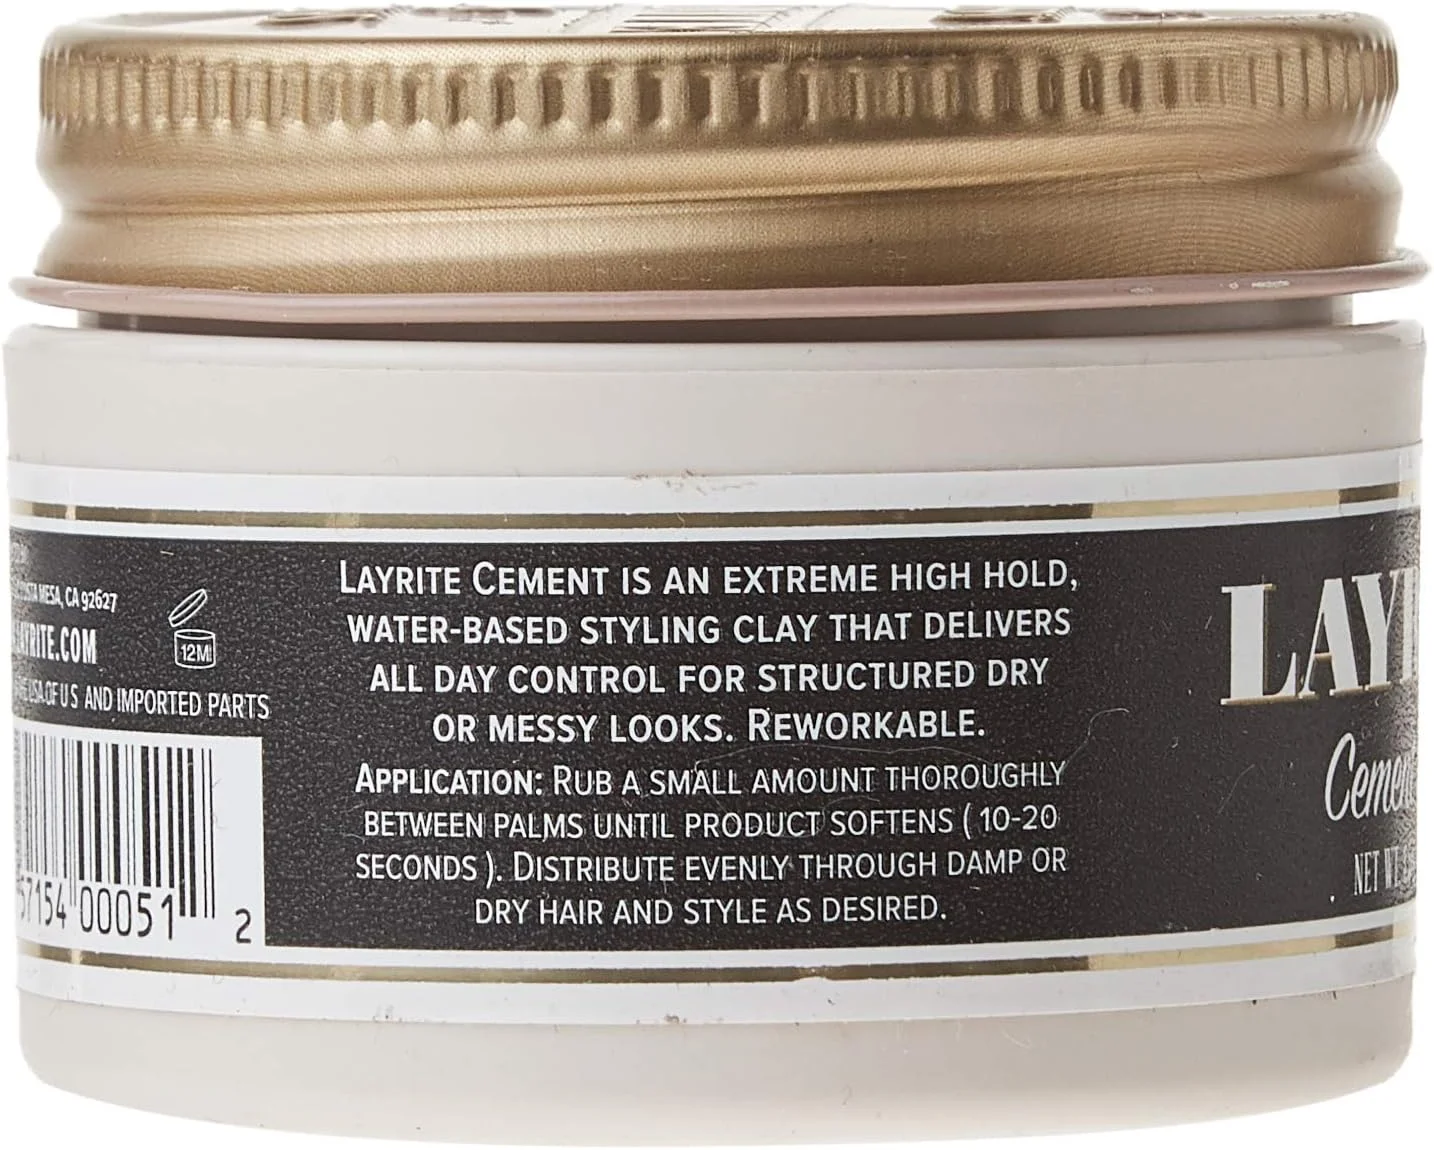 COSTA MESA, CA 92627
LAYRITE.COM
12M
THE USA OF U S AND IMPORTED PARTS
57154 00051 2
LAYRITE CEMENT IS AN EXTREME HIGH HOLD,
WATER-BASED STYLING CLAY THAT DELIVERS
ALL DAY CONTROL FOR STRUCTURED DRY
OR MESSY LOOKS. REWORKABLE.
APPLICATION: RUB A SMALL AMOUNT THOROUGHLY
BETWEEN PALMS UNTIL PRODUCT SOFTENS ( 10-20
SECONDS ). DISTRIBUTE EVENLY THROUGH DAMP OR
DRY HAIR AND STYLE AS DESIRED.
LAY
Cemen
NET WT